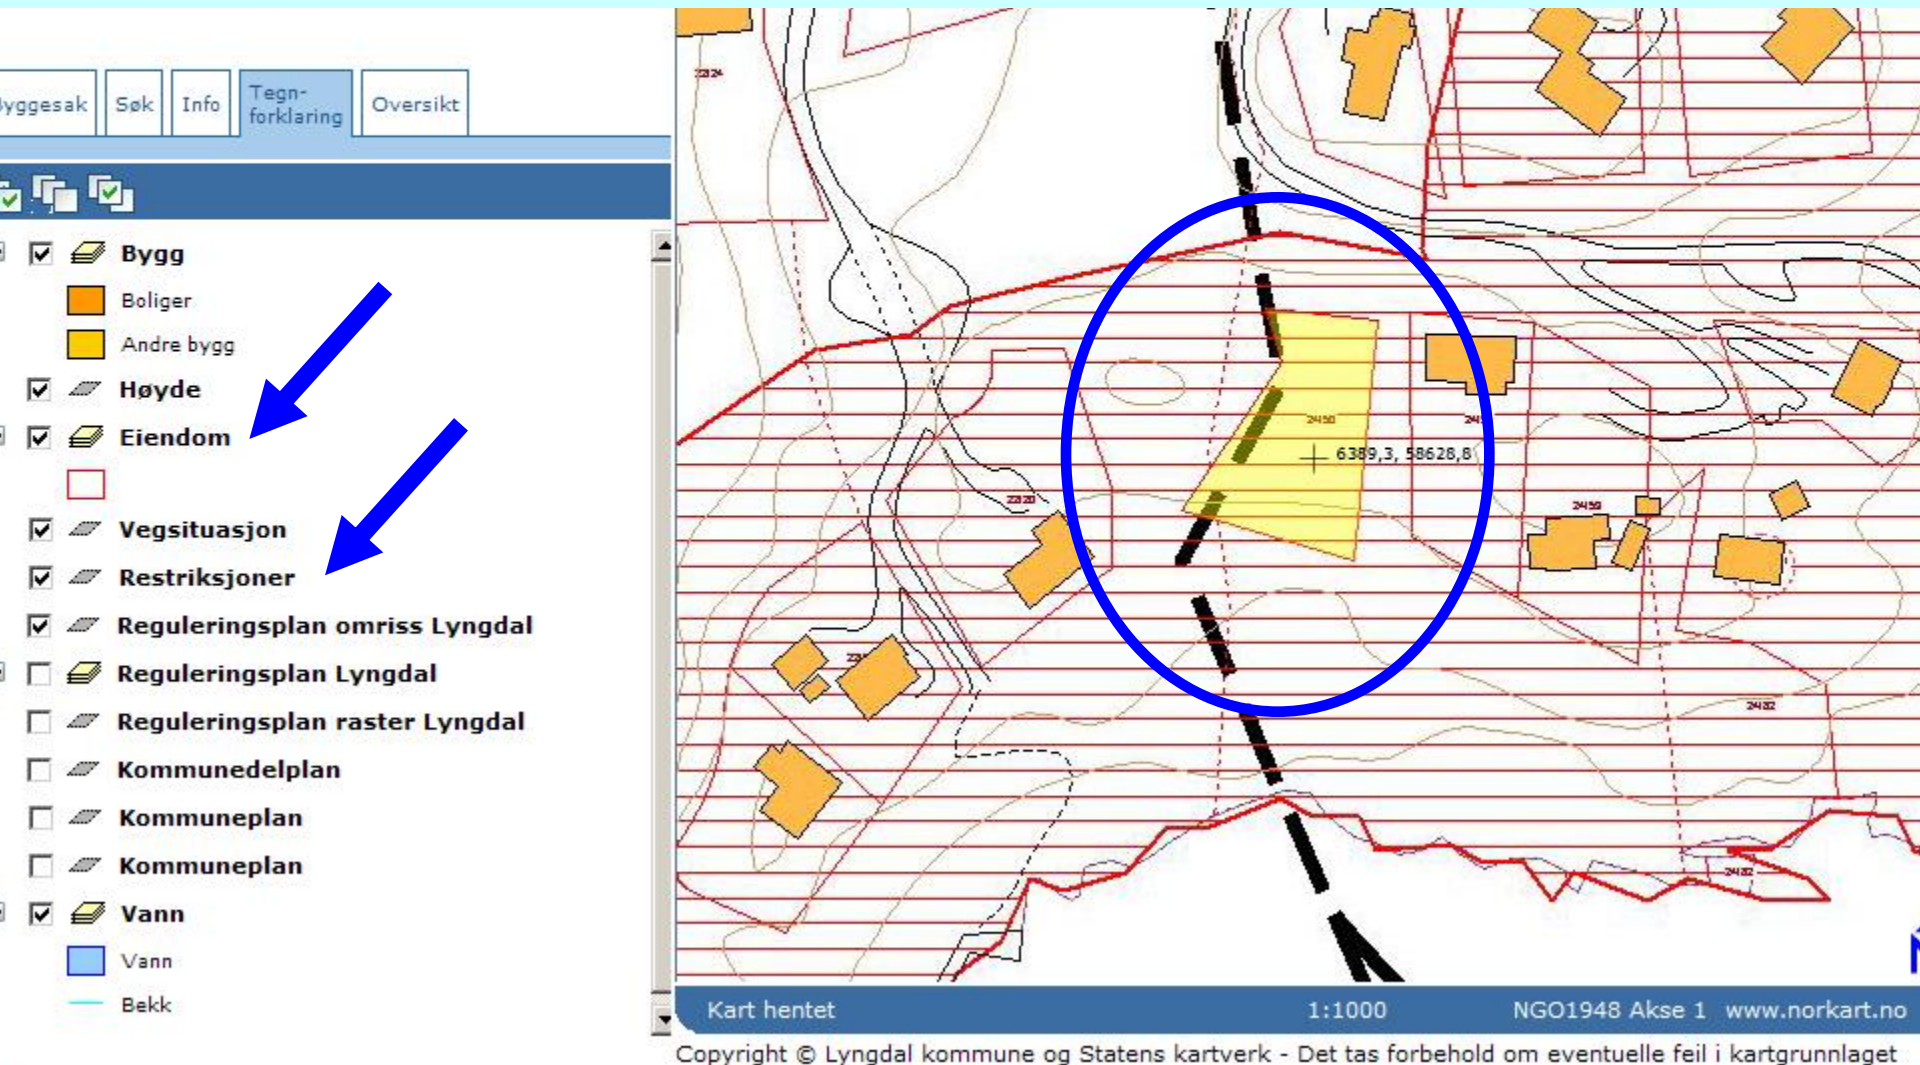 yggesak
Søk
Info
Tegn-
forklaring
Oversikt
Bygg
Boliger
Andre bygg
Høyde
Eiendom
Vegsituasjon
Restriksjoner
Reguleringsplan omriss Lyngdal
Reguleringsplan Lyngdal
Reguleringsplan raster Lyngdal
Kommunedelplan
Kommuneplan
Kommuneplan
Vann
Vann
Bekk
6389,3, 58628,8
Kart hentet
1:1000
NGO1948 Akse 1 www.norkart.no
Copyright © Lyngdal kommune og Statens kartverk - Det tas forbehold om eventuelle feil i kartgrunnlaget